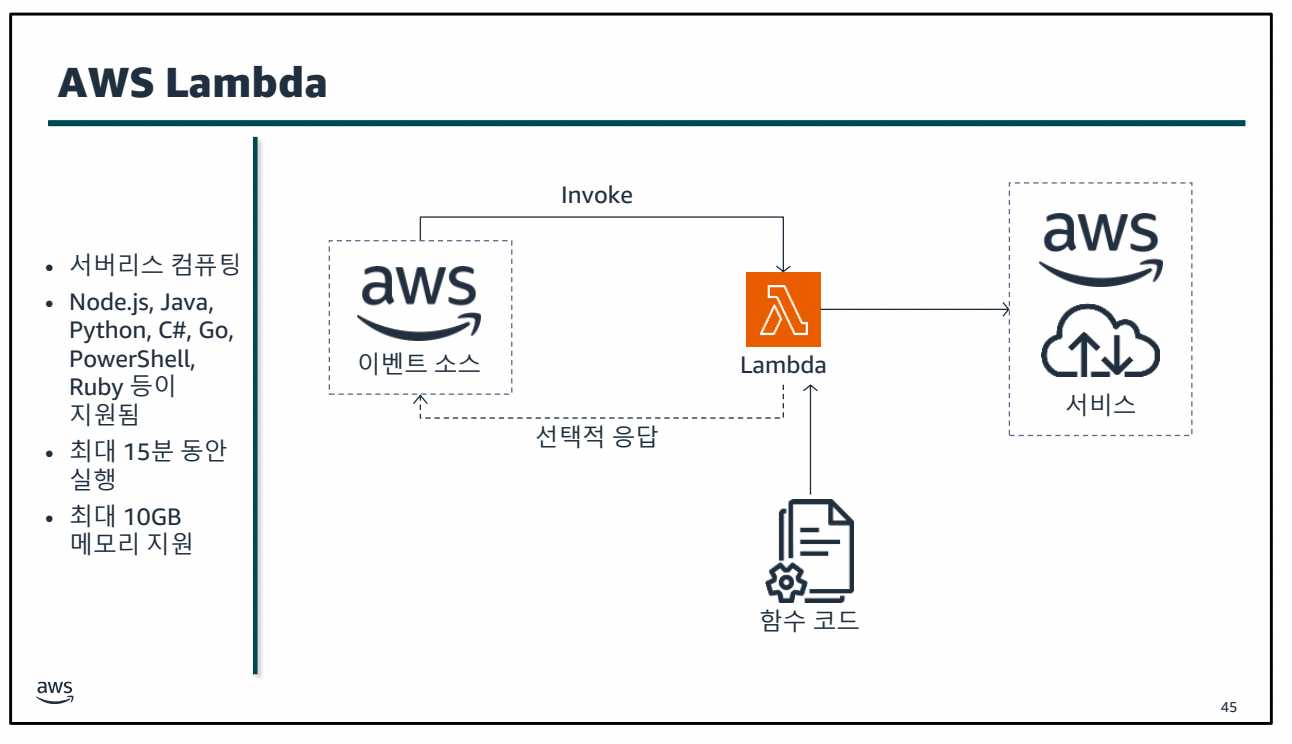 AWS Lambda
• 서버리스 컴퓨팅
• Node.js, Java,
Python, C#, Go,
PowerShell,
Ruby 등이
지원됨
• 최대 15분 동안
실행
• 최대 10GB
메모리 지원
Invoke
aws
이벤트 소스
선택적 응답
Lambda
함수 코드
aws
서비스
aws
45